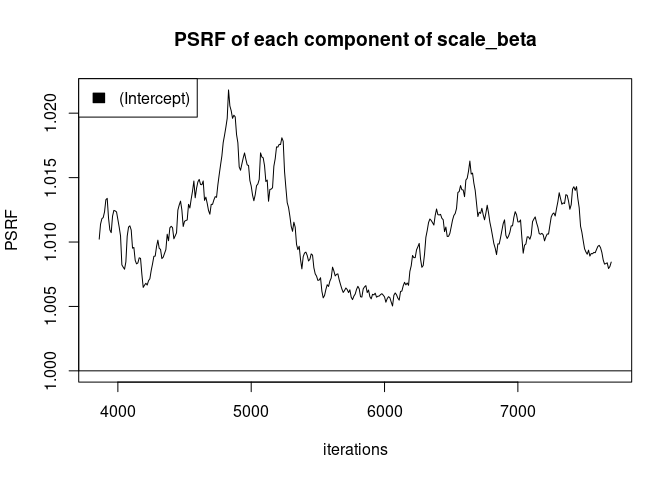 PSRF of each component of scale_beta
(Intercept)
PSRF
1.020
1.015
1.010
1.005
1.000
4000 5000 6000 7000
iterations